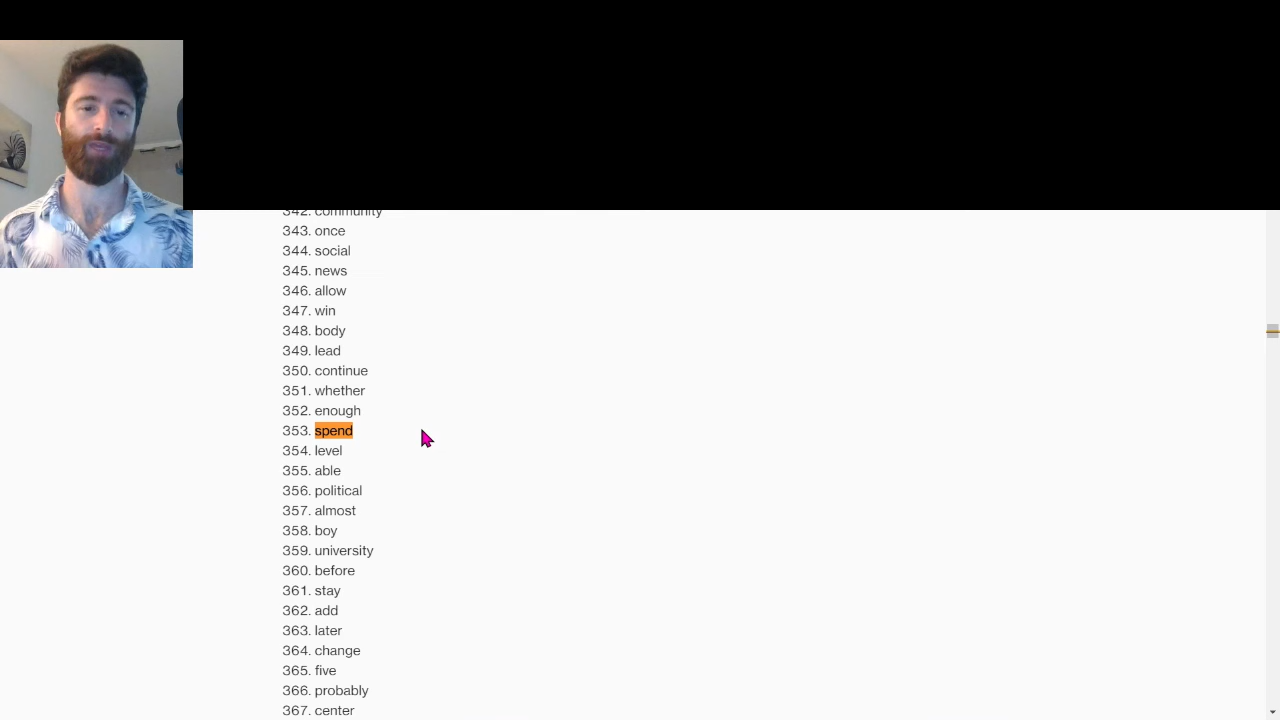 342. community
343. once
344. social
345. news
346. allow
347. win
348. body
349. lead
350. continue
351. whether
352. enough
353. spend
354. level
355. able
356. political
357. almost
358. boy
359. university
360. before
361. stay
362. add
363. later
364. change
365. five
366. probably
367. center